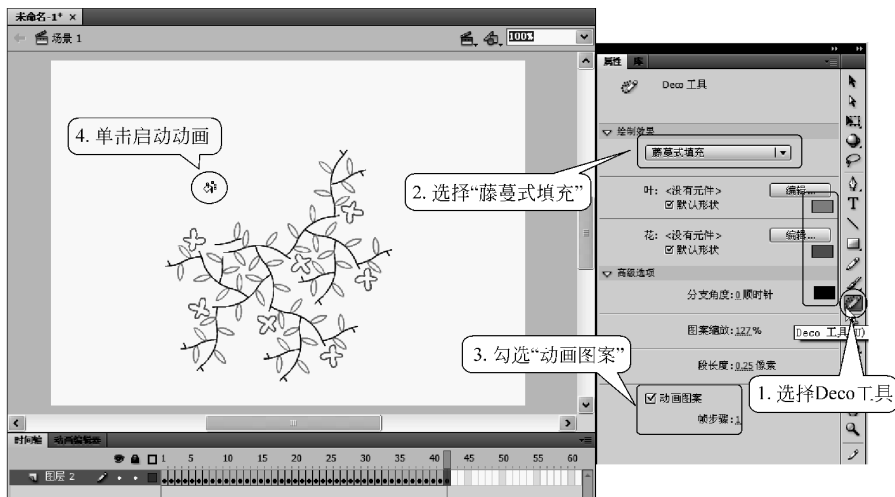 未命名-1* ×
场景 1
100%
4. 单击启动动画
属性 库
Deco 工具
绘制效果
藤蔓式填充
2. 选择“藤蔓式填充”
叶: <没有元件> 编辑...
默认形状
花: <没有元件> 编辑...
默认形状
高级选项
分支角度: 0 顺时针
图案缩放: 127%
Deco 工具(U)
3. 勾选“动画图案”
段长度: 0.25 像素
1. 选择Deco工具
动画图案
帧步骤: 1
时间轴 动画编辑器
1 5 10 15 20 25 30 35 40 45 50 55 60
图层 2